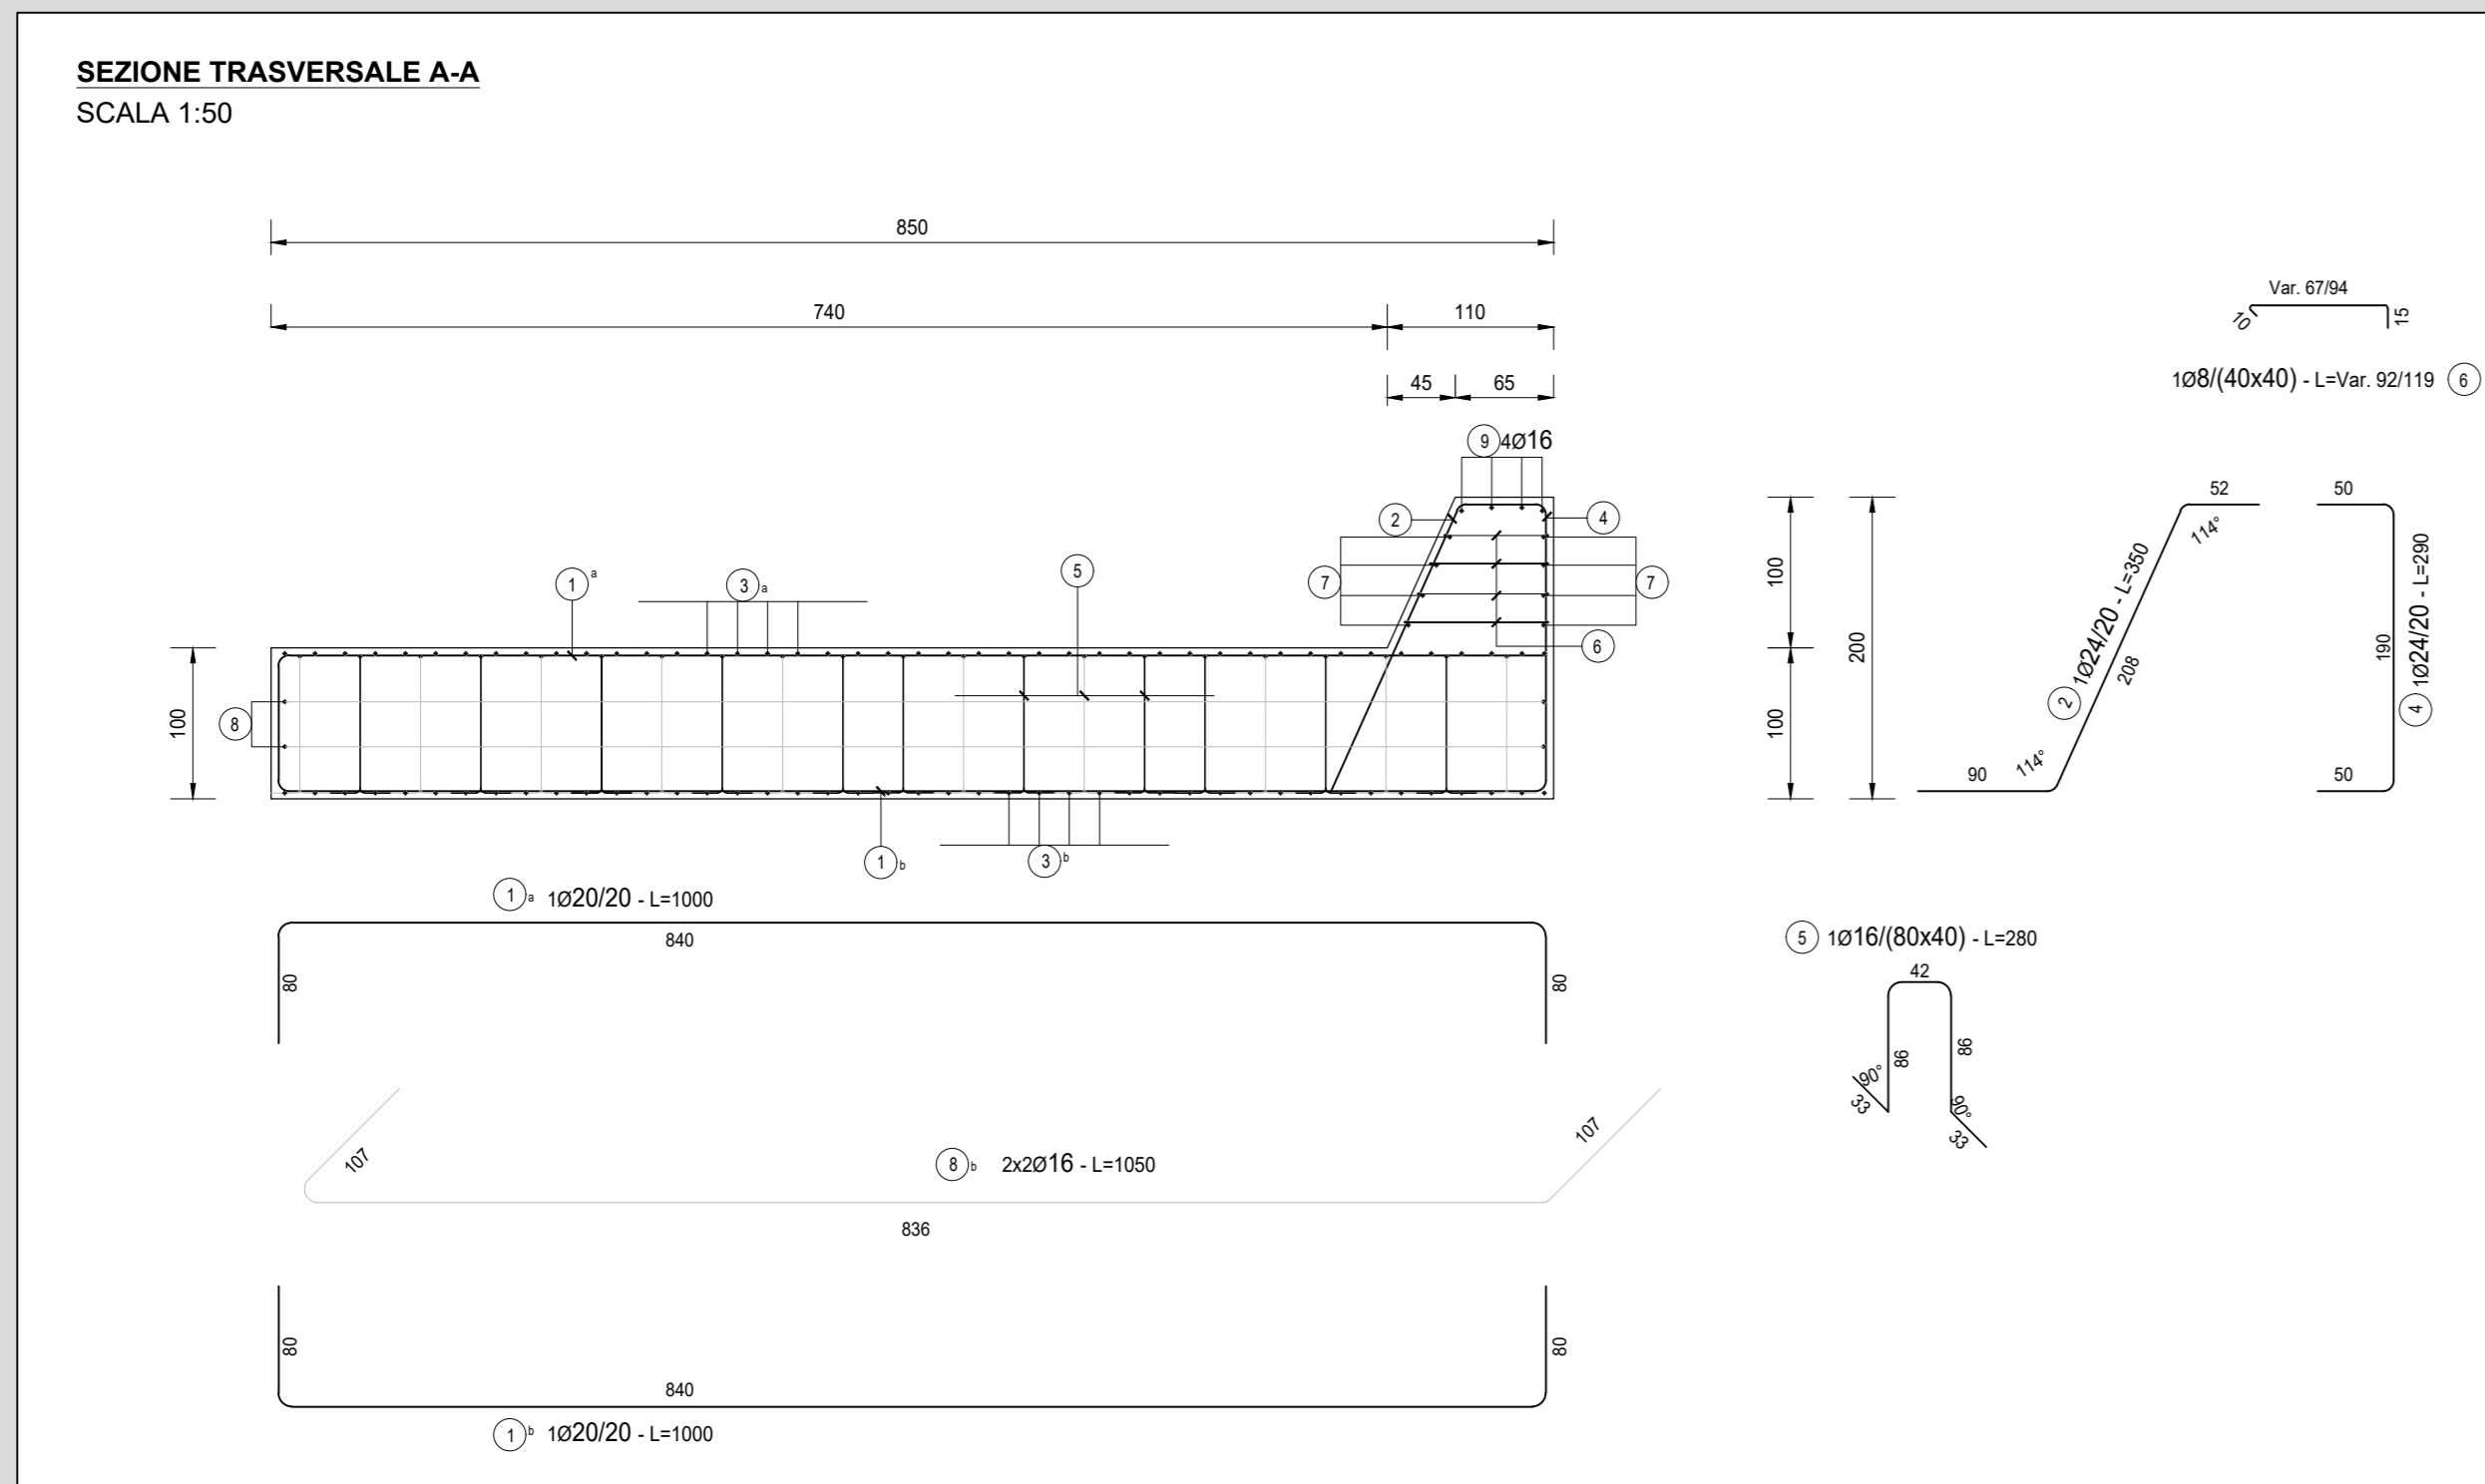 SEZIONE TRASVERSALE A-A
SCALA 1:50
850
740
110
45
65
9 4Ø16
2
4
7
7
6
1 a
3 a
5
8
100
1 b
3 b
100
100
200
Var. 67/94
10
15
1Ø8/(40x40) - L=Var. 92/119 6
52
114°
2 1Ø24/20 - L=350
208
114°
90
50
190
4 1Ø24/20 - L=290
50
1 a 1Ø20/20 - L=1000
840
80
80
5 1Ø16/(80x40) - L=280
42
86
86
90°
33
90°
33
107
107
8 b 2x2Ø16 - L=1050
836
80
80
840
1 b 1Ø20/20 - L=1000